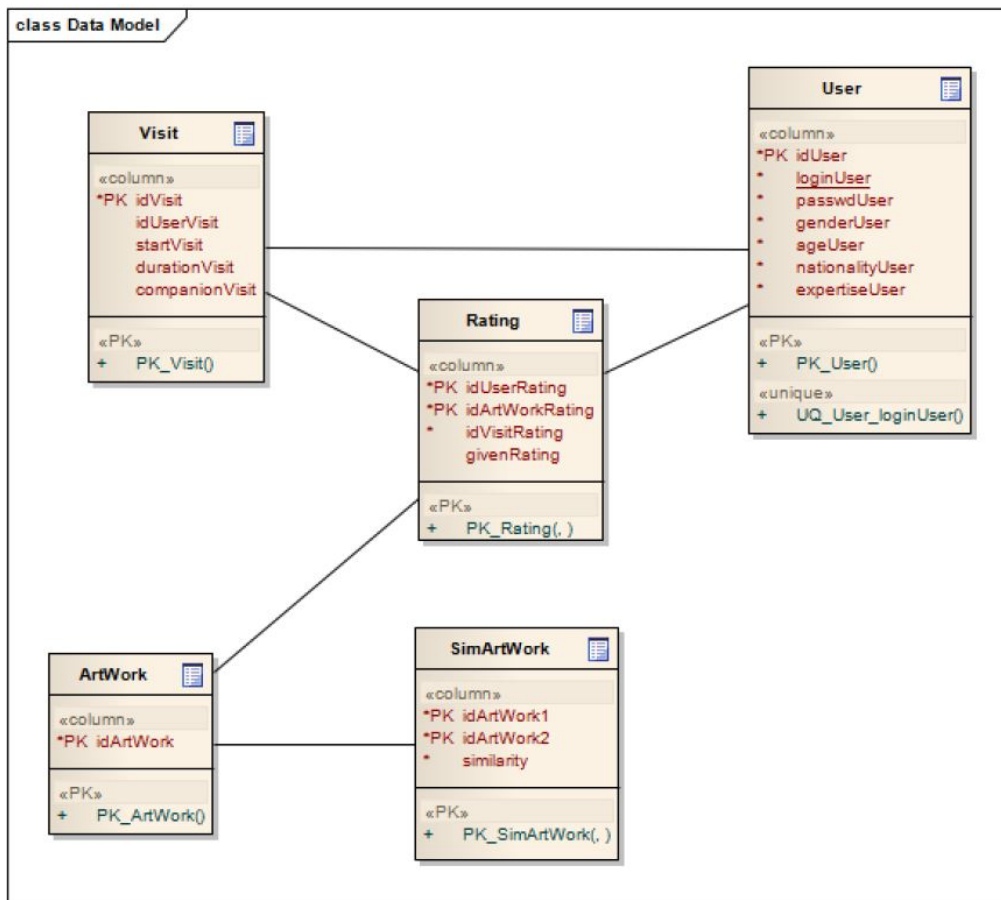 class Data Model
Visit
«column»
*PK idVisit
idUserVisit
startVisit
durationVisit
companionVisit
«PK»
+ PK_Visit()
User
«column»
*PK idUser
* loginUser
* passwdUser
* genderUser
* ageUser
* nationalityUser
* expertiseUser
«PK»
+ PK_User()
«unique»
+ UQ_User_loginUser()
Rating
«column»
*PK idUserRating
*PK idArtWorkRating
* idVisitRating
givenRating
«PK»
+ PK_Rating(, )
ArtWork
«column»
*PK idArtWork
«PK»
+ PK_ArtWork()
SimArtWork
«column»
*PK idArtWork1
*PK idArtWork2
* similarity
«PK»
+ PK_SimArtWork(, )